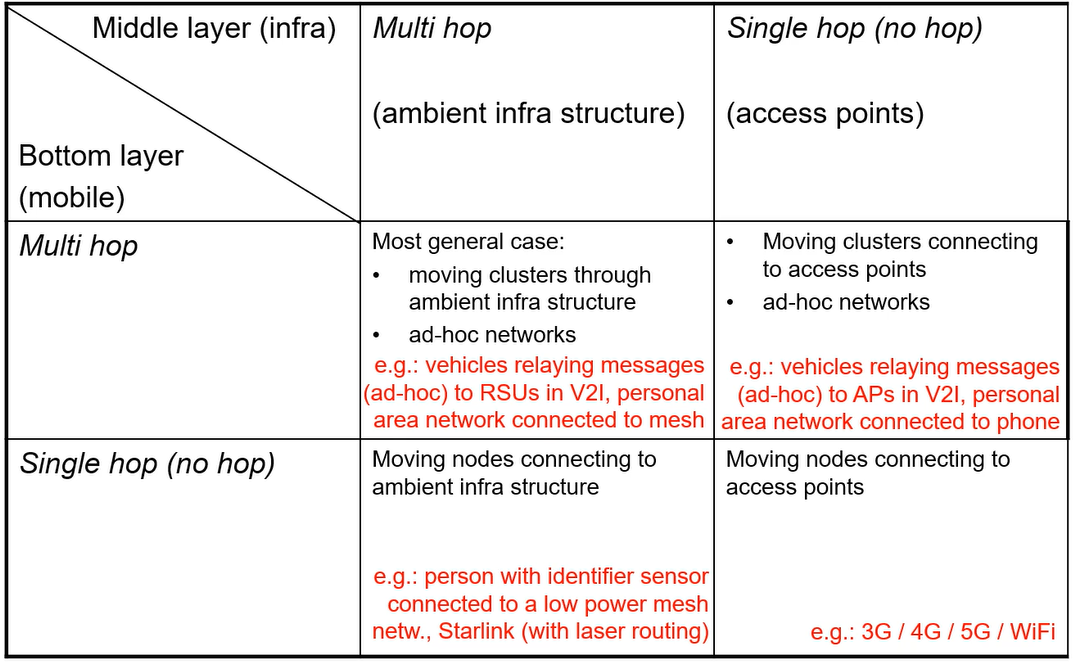 Middle layer (infra)
Bottom layer
(mobile)
Multi hop
(ambient infra structure)
Single hop (no hop)
(access points)
Multi hop
Most general case:
• moving clusters through
ambient infra structure
• ad-hoc networks
e.g.: vehicles relaying messages
(ad-hoc) to RSUs in V2I, personal
area network connected to mesh
• Moving clusters connecting
to access points
• ad-hoc networks
e.g.: vehicles relaying messages
(ad-hoc) to APs in V2I, personal
area network connected to phone
Single hop (no hop)
Moving nodes connecting to
ambient infra structure
e.g.: person with identifier sensor
connected to a low power mesh
netw., Starlink (with laser routing)
Moving nodes connecting to
access points
e.g.: 3G / 4G / 5G / WiFi